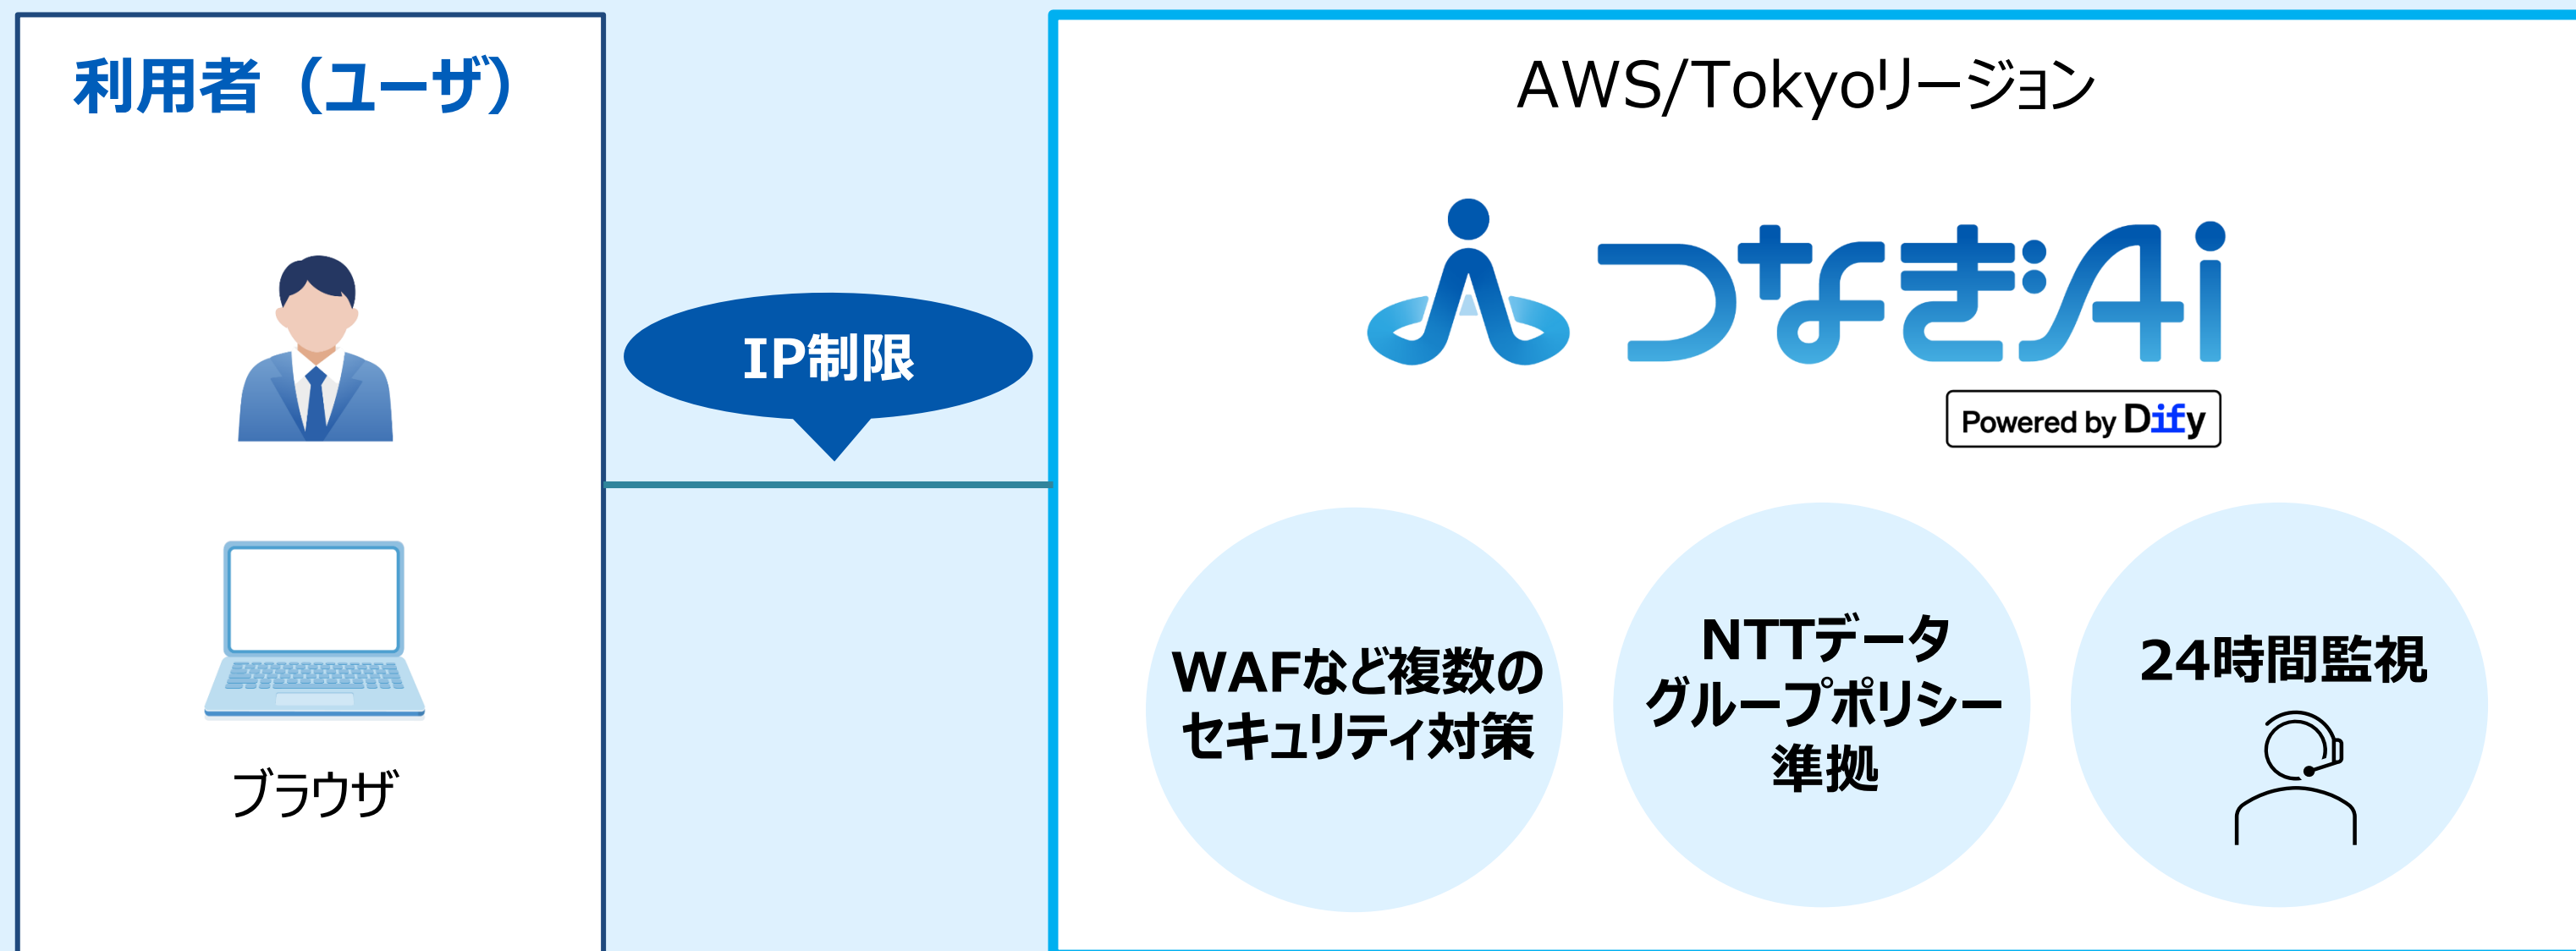 利用者（ユーザ）
ブラウザ
IP制限
AWS/Tokyoリージョン
つなぎAi
Powered by Dify
WAFなど複数の
セキュリティ対策
NTTデータ
グループポリシー
準拠
24時間監視